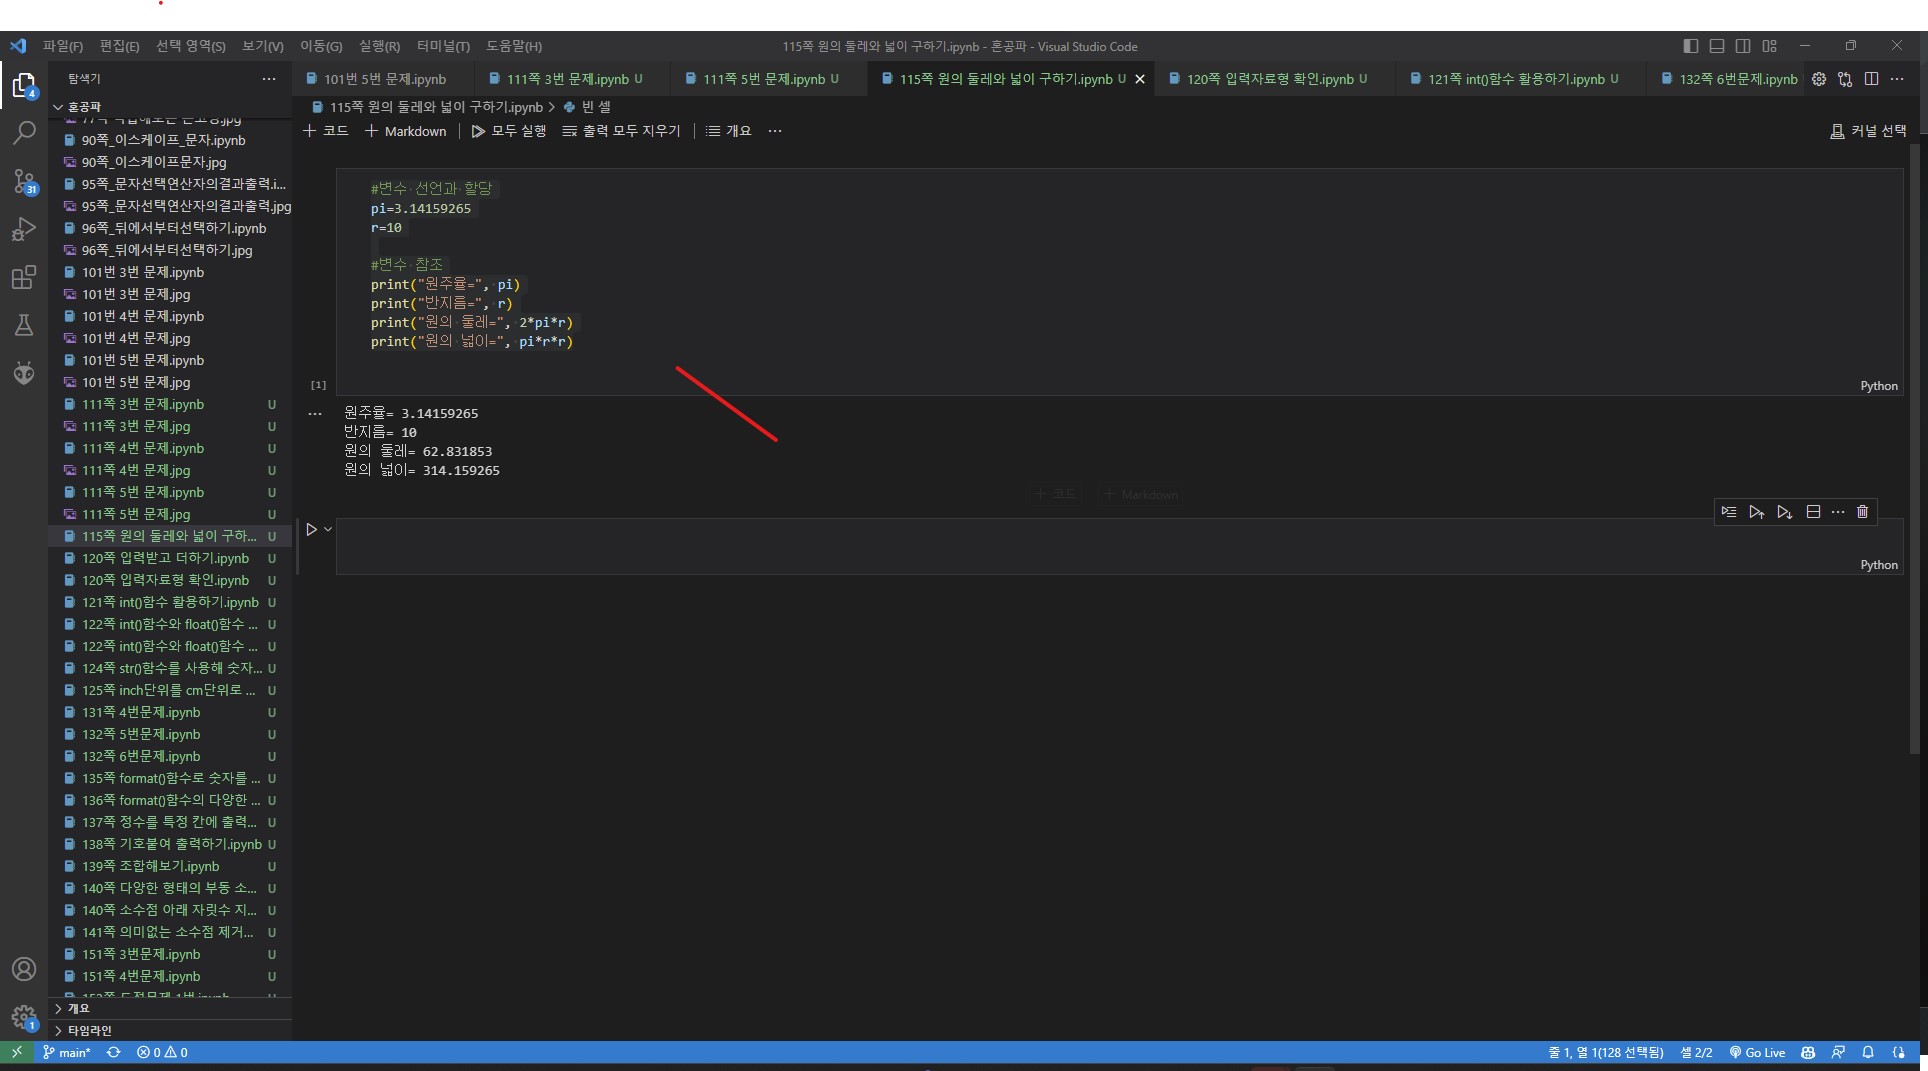 파일(F) 편집(E) 선택 영역(S) 보기(V) 이동(G) 실행(R) 터미널(T) 도움말(H)
115쪽 원의 둘레와 넓이 구하기.ipynb - 혼공파 - Visual Studio Code
탐색기
101번 5번 문제.ipynb
111쪽 3번 문제.ipynb U
111쪽 5번 문제.ipynb U
115쪽 원의 둘레와 넓이 구하기.ipynb U
120쪽 입력자료형 확인.ipynb U
121쪽 int()함수 활용하기.ipynb U
132쪽 6번문제.ipynb
4
혼공파
90쪽_이스케이프_문자.ipynb
90쪽_이스케이프문자.jpg
95쪽_문자선택연산자의결과출력.i...
95쪽_문자선택연산자의결과출력.jpg
96쪽_뒤에서부터선택하기.ipynb
96쪽_뒤에서부터선택하기.jpg
101번 3번 문제.ipynb
101번 3번 문제.jpg
101번 4번 문제.ipynb
101번 4번 문제.jpg
101번 5번 문제.ipynb
101번 5번 문제.jpg
111쪽 3번 문제.ipynb U
111쪽 3번 문제.jpg U
111쪽 4번 문제.ipynb U
111쪽 4번 문제.jpg U
111쪽 5번 문제.ipynb U
111쪽 5번 문제.jpg U
115쪽 원의 둘레와 넓이 구하... U
120쪽 입력받고 더하기.ipynb U
120쪽 입력자료형 확인.ipynb U
121쪽 int()함수 활용하기.ipynb U
122쪽 int()함수와 float()함수 ... U
122쪽 int()함수와 float()함수 ... U
124쪽 str()함수를 사용해 숫자... U
125쪽 inch단위를 cm단위로 ... U
131쪽 4번문제.ipynb U
132쪽 5번문제.ipynb U
132쪽 6번문제.ipynb U
135쪽 format()함수로 숫자를 ... U
136쪽 format()함수의 다양한 ... U
137쪽 정수를 특정 칸에 출력... U
138쪽 기호붙여 출력하기.ipynb U
139쪽 조합해보기.ipynb U
140쪽 다양한 형태의 부동 소... U
140쪽 소수점 아래 자릿수 지... U
141쪽 의미없는 소수점 제거... U
151쪽 3번문제.ipynb U
151쪽 4번문제.ipynb U
개요
타임라인
31
1
115쪽 원의 둘레와 넓이 구하기.ipynb > 빈 셀
+ 코드 + Markdown 모두 실행 출력 모두 지우기 개요 ...
커널 선택
#변수 선언과 할당
pi=3.14159265
r=10
#변수 참조
print("원주율=", pi)
print("반지름=", r)
print("원의 둘레=", 2*pi*r)
print("원의 넓이=", pi*r*r)
[1]
Python
원주율= 3.14159265
반지름= 10
원의 둘레= 62.831853
원의 넓이= 314.159265
+ 코드 + Markdown
Python
main* 0 0
줄 1, 열 1(128 선택됨) 셀 2/2 Go Live